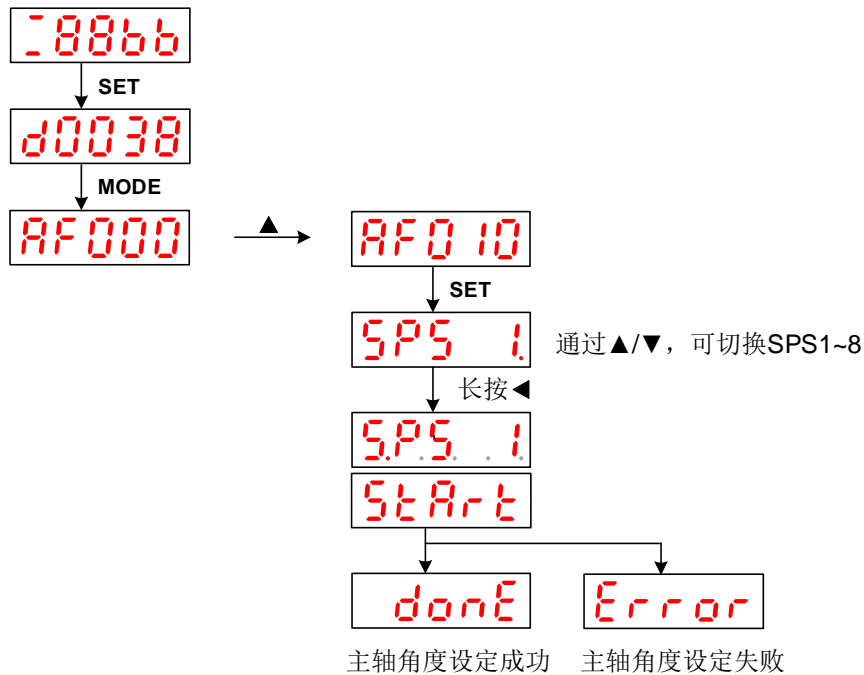 88bb
SET
d0038
MODE
AF000
▲
AF010
SET
SPS 1.
通过▲/▼，可切换SPS1~8
长按◀
S.P.S. . 1.
StArt
donE
Error
主轴角度设定成功
主轴角度设定失败